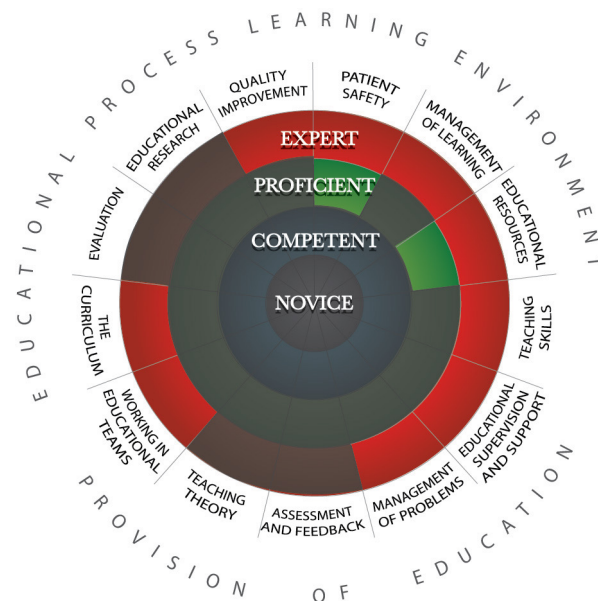 EDUCATIONAL PROCESS
LEARNING ENVIRONMENT
PROVISION OF EDUCATION
QUALITY
IMPROVEMENT
PATIENT
SAFETY
MANAGEMENT
OF LEARNING
EDUCATIONAL
RESOURCES
TEACHING
SKILLS
EDUCATIONAL
SUPERVISION
AND SUPPORT
MANAGEMENT
OF PROBLEMS
ASSESSMENT
AND FEEDBACK
TEACHING
THEORY
WORKING IN
EDUCATIONAL
TEAMS
THE
CURRICULUM
EVALUATION
EDUCATIONAL
RESEARCH
EXPERT
PROFICIENT
COMPETENT
NOVICE